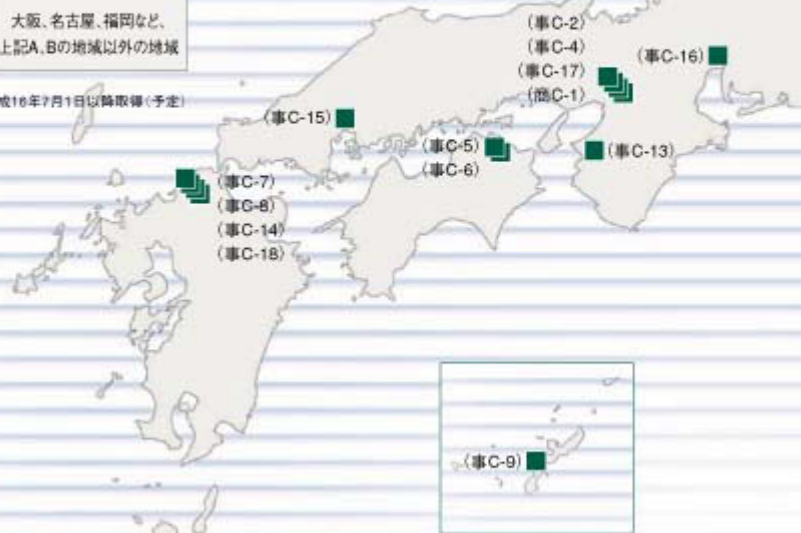 大阪、名古屋、福岡など、
上記A、Bの地域以外の地域
成16年7月1日以降取得（予定）
（事C-2）
（事C-4）
（事C-17）
（商C-1）
（事C-16）
（事C-15）
（事C-5）
（事C-6）
（事C-13）
（事C-7）
（事C-8）
（事C-14）
（事C-18）
（事C-9）